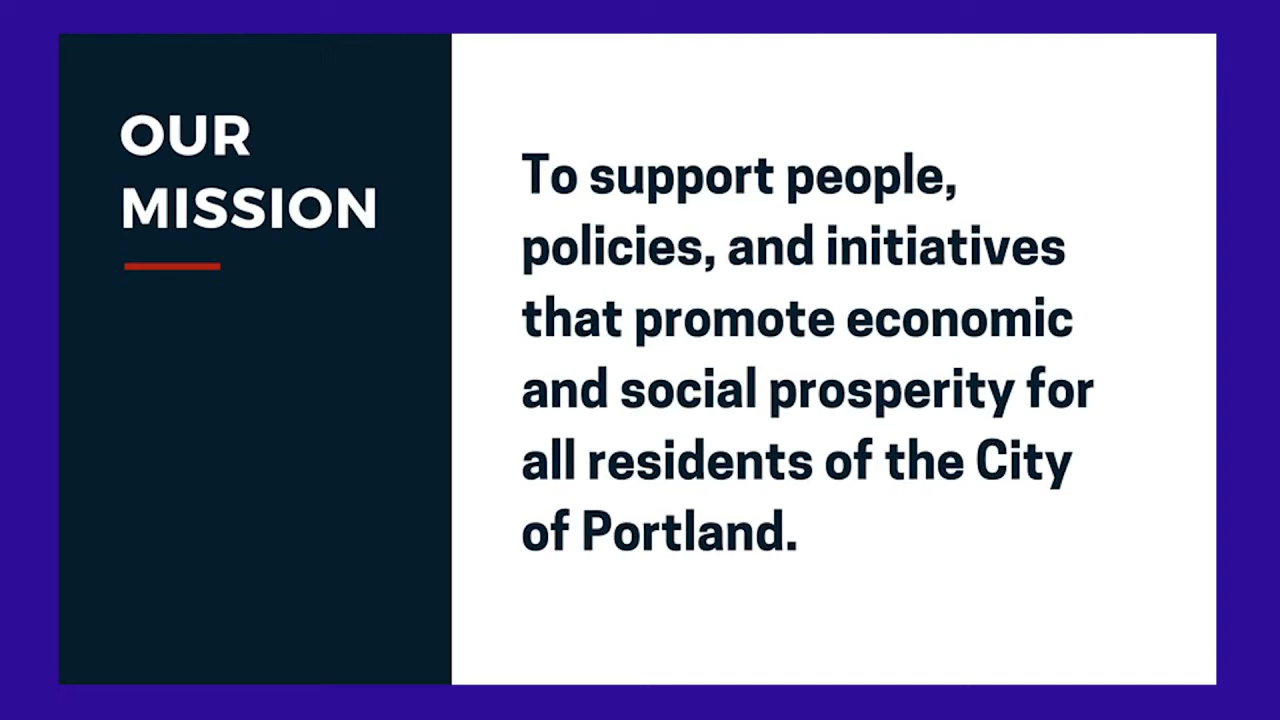 OUR
MISSION
To support people,
policies, and initiatives
that promote economic
and social prosperity for
all residents of the City
of Portland.